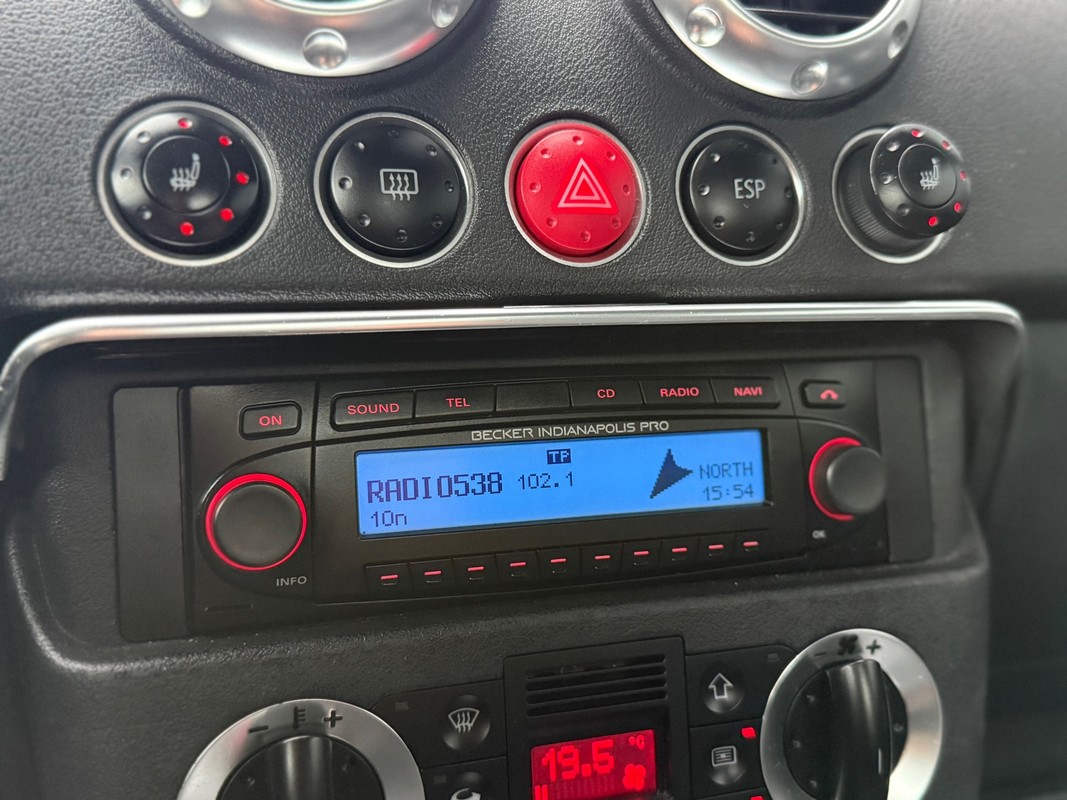 ESP
ON
SOUND
TEL
CD
RADIO
NAVI
BECKER INDIANAPOLIS PRO
TP
RADIO538 102.1
NORTH
15:54
10n
INFO
OK
19.5 °C